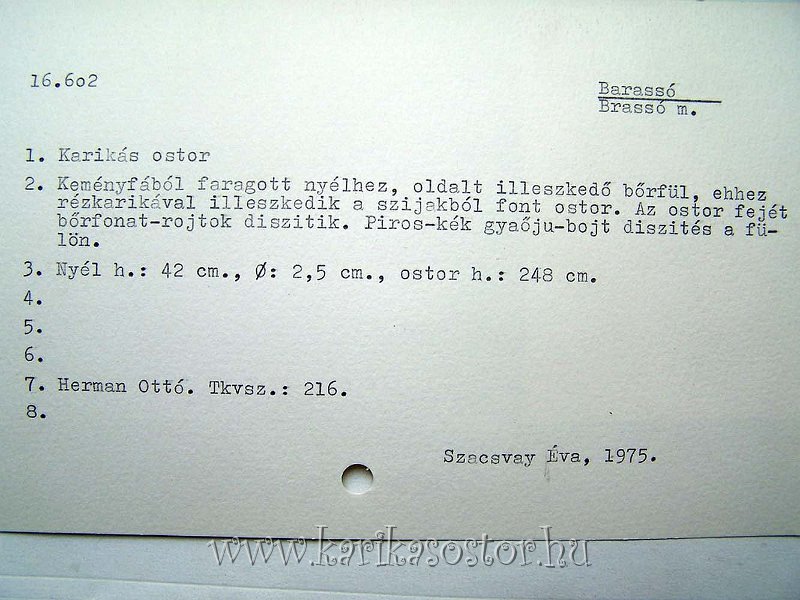 16.6o2
Barassó
Brassó m.
1. Karikás ostor
2. Keményfából faragott nyélhez, oldalt illeszkedő bőrfül, ehhez
rézkarikával illeszkedik a szijakból font ostor. Az ostor fejét
bőrfonat-rojtok diszitik. Piros-kék gyaőju-bojt diszités a fü-
lön.
3. Nyél h.: 42 cm., Ø: 2,5 cm., ostor h.: 248 cm.
4.
5.
6.
7. Herman Ottó. Tkvsz.: 216.
8.
Szacsvay Éva, 1975.
www.karikasostor.hu